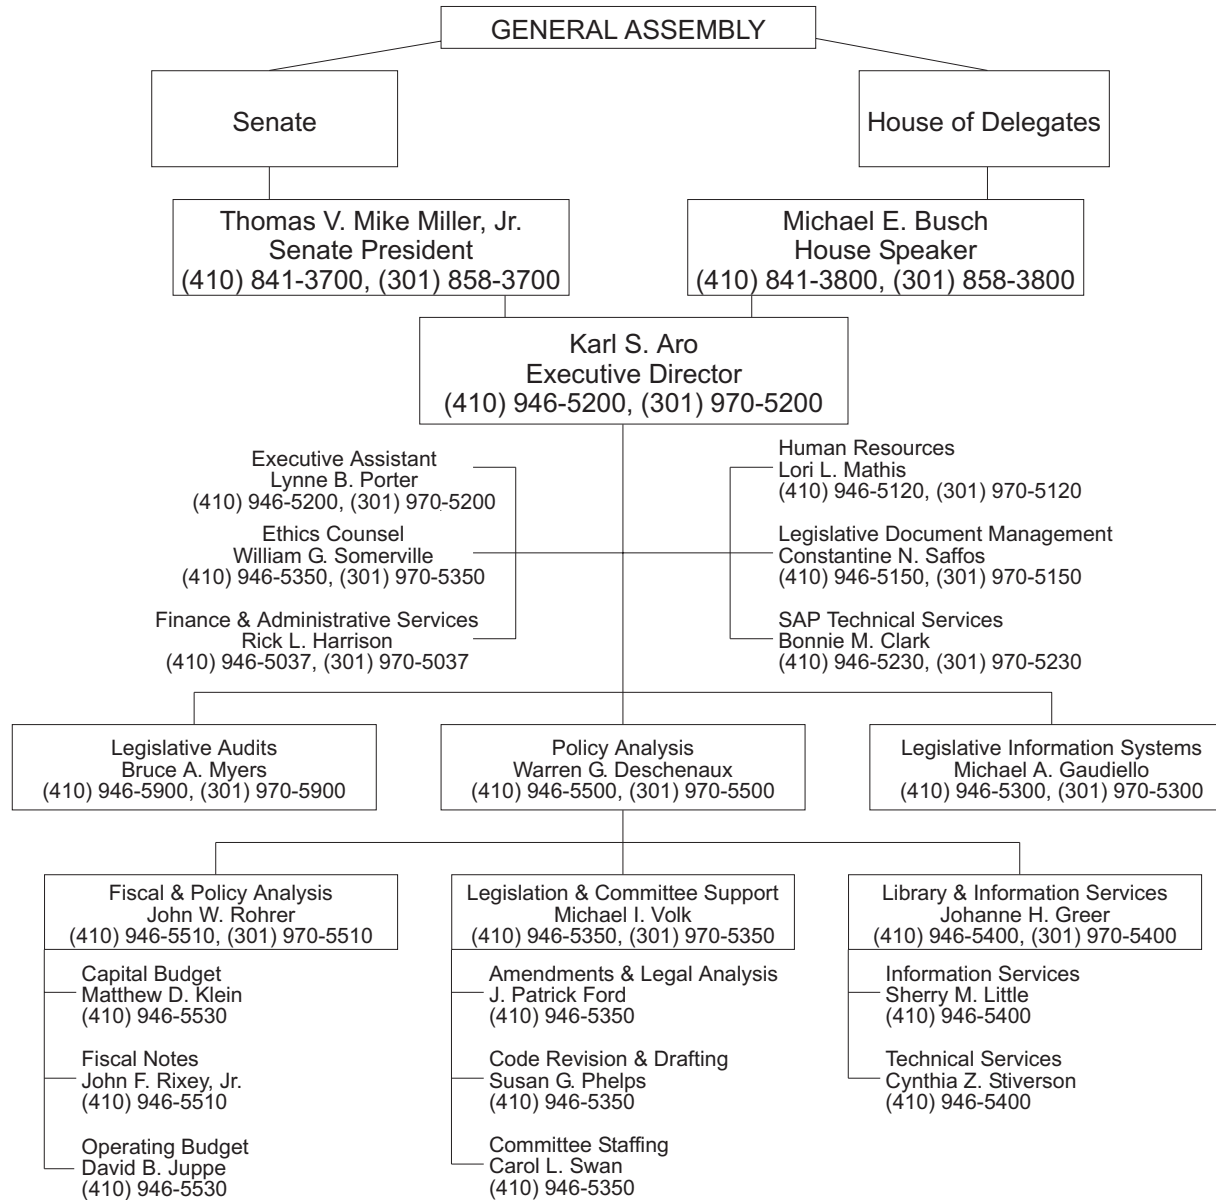 GENERAL ASSEMBLY
Senate
House of Delegates
Thomas V. Mike Miller, Jr.
Senate President
(410) 841-3700, (301) 858-3700
Michael E. Busch
House Speaker
(410) 841-3800, (301) 858-3800
Karl S. Aro
Executive Director
(410) 946-5200, (301) 970-5200
Executive Assistant
Lynne B. Porter
(410) 946-5200, (301) 970-5200
Ethics Counsel
William G. Somerville
(410) 946-5350, (301) 970-5350
Finance & Administrative Services
Rick L. Harrison
(410) 946-5037, (301) 970-5037
Human Resources
Lori L. Mathis
(410) 946-5120, (301) 970-5120
Legislative Document Management
Constantine N. Saffos
(410) 946-5150, (301) 970-5150
SAP Technical Services
Bonnie M. Clark
(410) 946-5230, (301) 970-5230
Legislative Audits
Bruce A. Myers
(410) 946-5900, (301) 970-5900
Policy Analysis
Warren G. Deschenaux
(410) 946-5500, (301) 970-5500
Legislative Information Systems
Michael A. Gaudiello
(410) 946-5300, (301) 970-5300
Fiscal & Policy Analysis
John W. Rohrer
(410) 946-5510, (301) 970-5510
Capital Budget
Matthew D. Klein
(410) 946-5530
Fiscal Notes
John F. Rixey, Jr.
(410) 946-5510
Operating Budget
David B. Juppe
(410) 946-5530
Legislation & Committee Support
Michael I. Volk
(410) 946-5350, (301) 970-5350
Amendments & Legal Analysis
J. Patrick Ford
(410) 946-5350
Code Revision & Drafting
Susan G. Phelps
(410) 946-5350
Committee Staffing
Carol L. Swan
(410) 946-5350
Library & Information Services
Johanne H. Greer
(410) 946-5400, (301) 970-5400
Information Services
Sherry M. Little
(410) 946-5400
Technical Services
Cynthia Z. Stiverson
(410) 946-5400